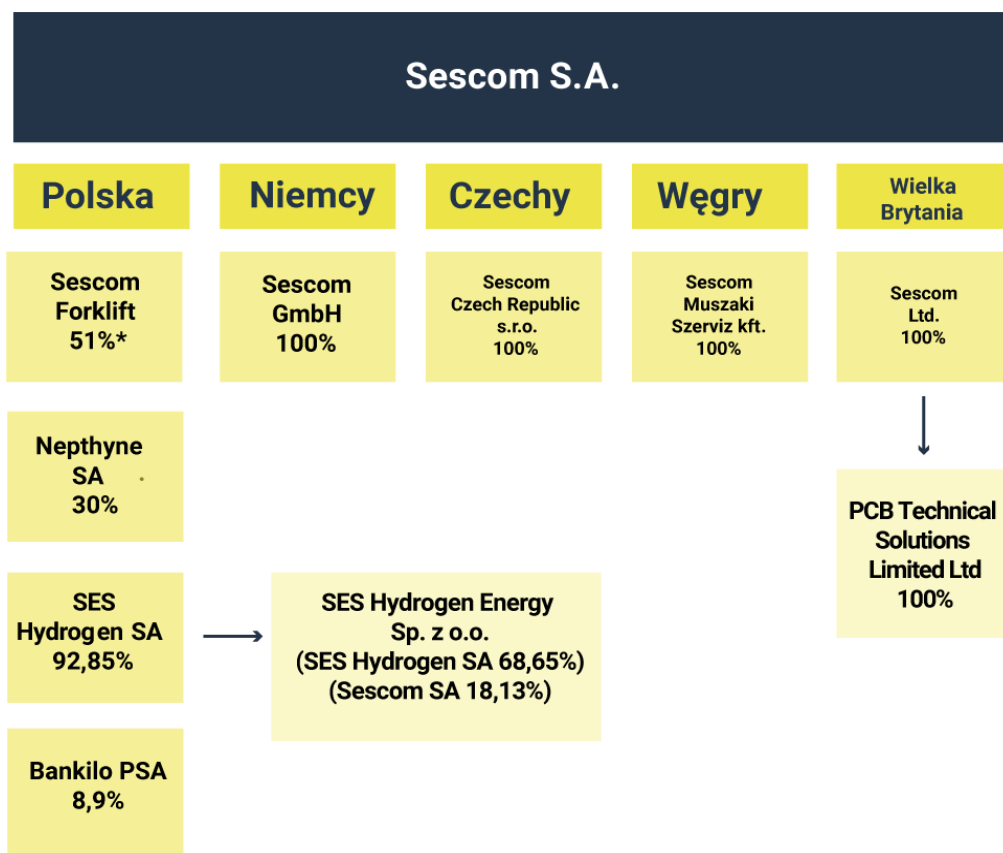 Sescom S.A.
Polska
Niemcy
Czechy
Węgry
Wielka
Brytania
Sescom
Forklift
51%*
Sescom
GmbH
100%
Sescom
Czech Republic
s.r.o.
100%
Sescom
Muszaki
Szerviz kft.
100%
Sescom
Ltd.
100%
Nepthyne
SA
30%
PCB Technical
Solutions
Limited Ltd
100%
SES
Hydrogen SA
92,85%
SES Hydrogen Energy
Sp. z o.o.
(SES Hydrogen SA 68,65%)
(Sescom SA 18,13%)
Bankilo PSA
8,9%